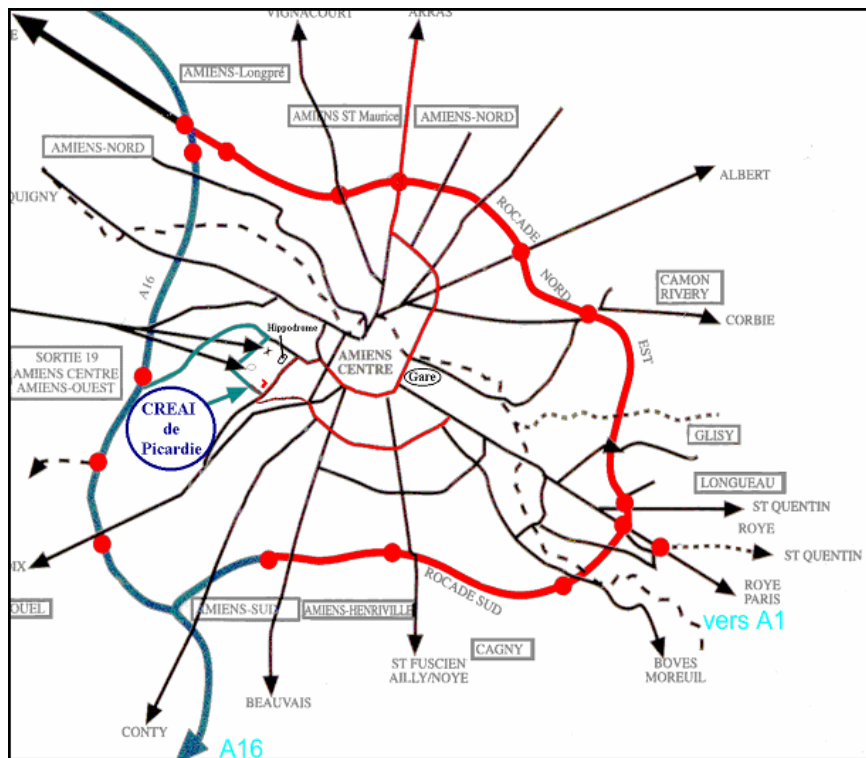 VIGNACOURT
ARRAS
E
AMIENS-Longpré
AMIENS ST Maurice
AMIENS-NORD
AMIENS-NORD
ALBERT
QUIGNY
ROCADE
NORD
EST
A16
CAMON
RIVERY
CORBIE
Hippodrome
SORTIE 19
AMIENS CENTRE
AMIENS-OUEST
AMIENS
CENTRE
Gare
CREAI
de
Picardie
GLISY
LONGUEAU
ST QUENTIN
ROYE
ST QUENTIN
IX
ROYE
PARIS
vers A1
OUEL
AMIENS-SUD
AMIENS-HENRIVILLE
ROCADE SUD
CAGNY
ST FUSCIEN
AILLY/NOYE
BOVES
MOREUIL
BEAUVAIS
CONTY
A16